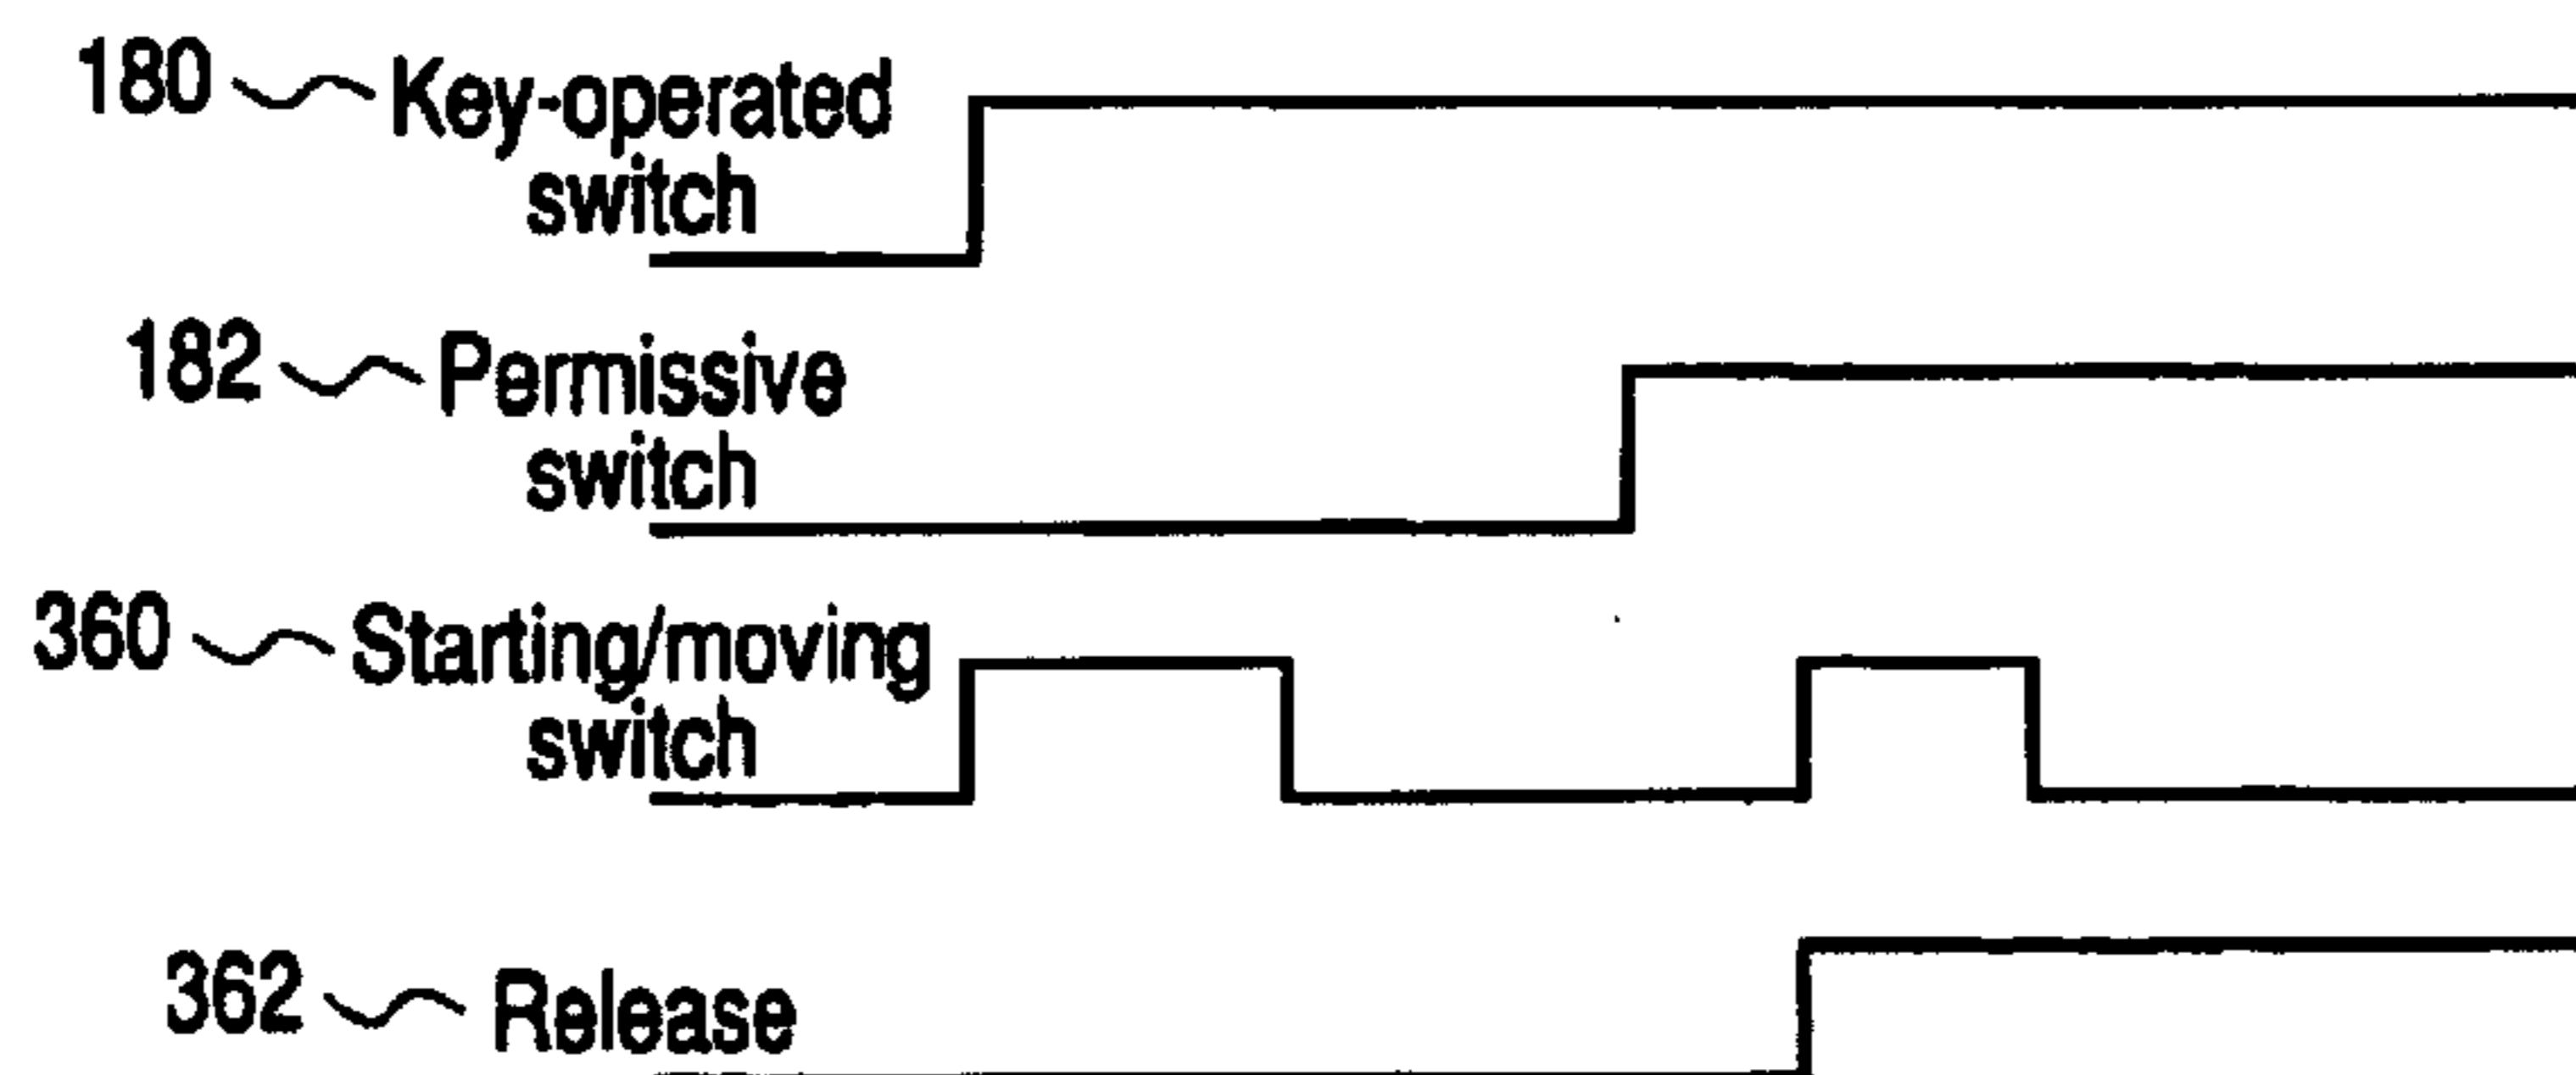 180 Key-operated
switch
182 Permissive
switch
360 Starting/moving
switch
362 Release